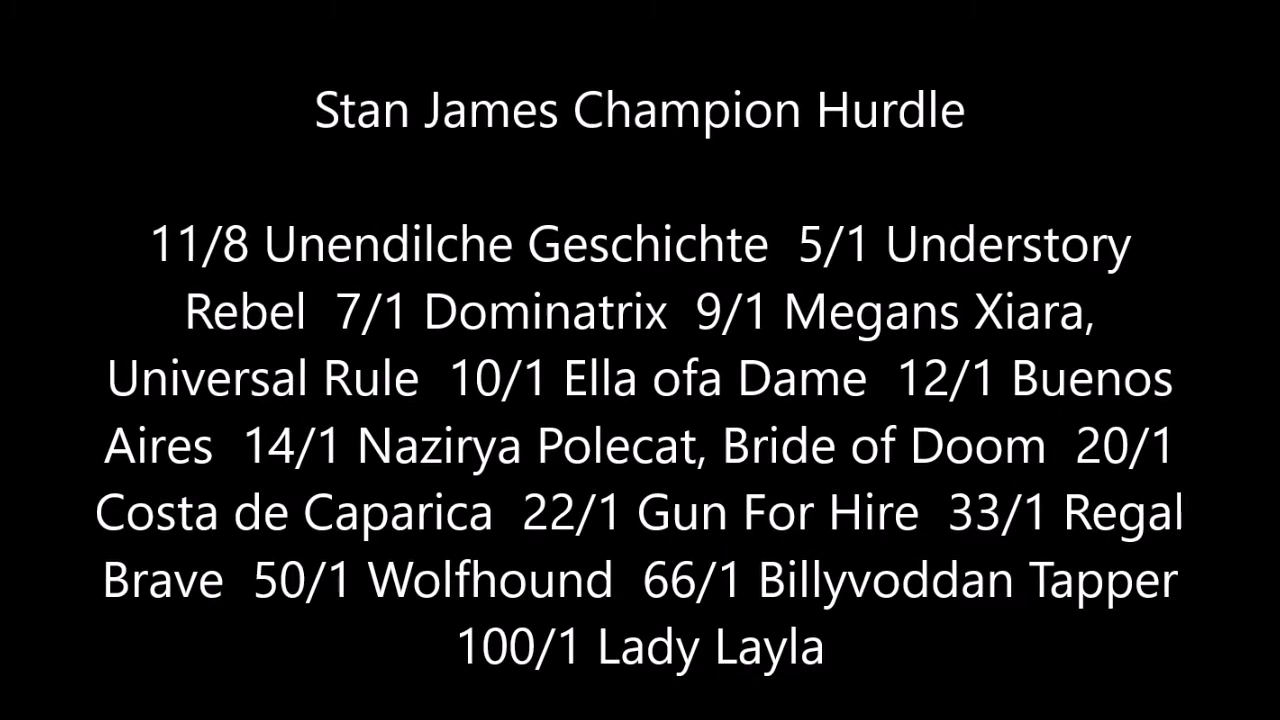 Stan James Champion Hurdle
11/8 Unendilche Geschichte  5/1 Understory
Rebel  7/1 Dominatrix  9/1 Megans Xiara,
Universal Rule  10/1 Ella ofa Dame  12/1 Buenos
Aires  14/1 Nazirya Polecat, Bride of Doom  20/1
Costa de Caparica  22/1 Gun For Hire  33/1 Regal
Brave  50/1 Wolfhound  66/1 Billyvoddan Tapper
100/1 Lady Layla